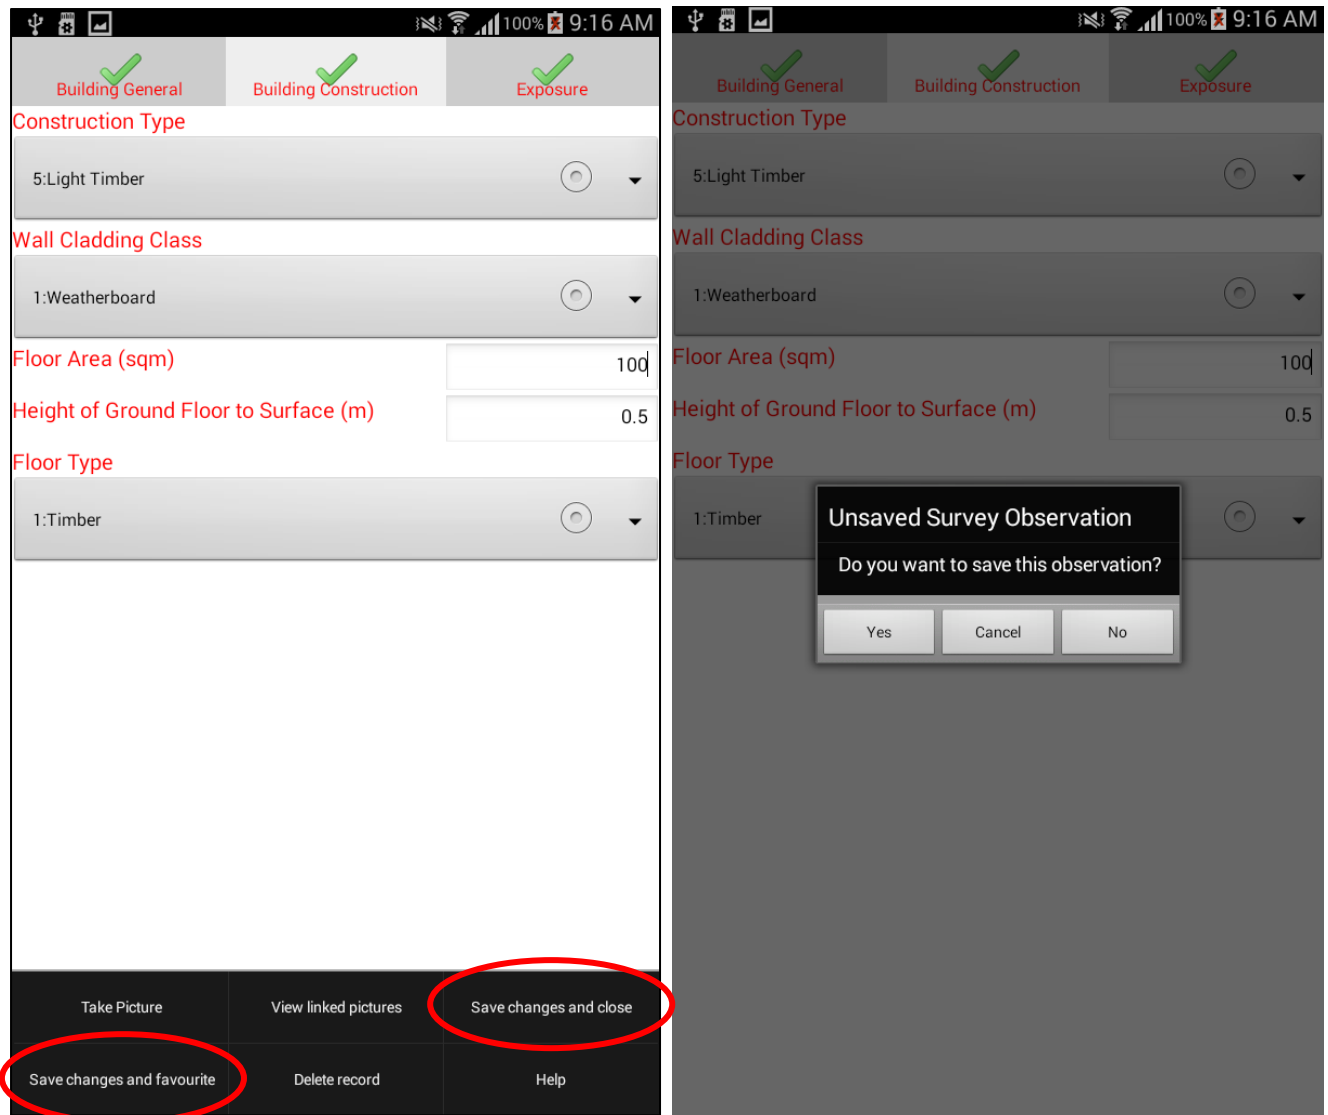 100% 9:16 AM
Building General
Building Construction
Exposure
Construction Type
5:Light Timber
Wall Cladding Class
1:Weatherboard
Floor Area (sqm)
100
Height of Ground Floor to Surface (m)
0.5
Floor Type
1:Timber
Take Picture
View linked pictures
Save changes and close
Save changes and favourite
Delete record
Help
100% 9:16 AM
Building General
Building Construction
Exposure
Construction Type
5:Light Timber
Wall Cladding Class
1:Weatherboard
Floor Area (sqm)
100
Height of Ground Floor to Surface (m)
0.5
Floor Type
1:Timber
Unsaved Survey Observation
Do you want to save this observation?
Yes
Cancel
No